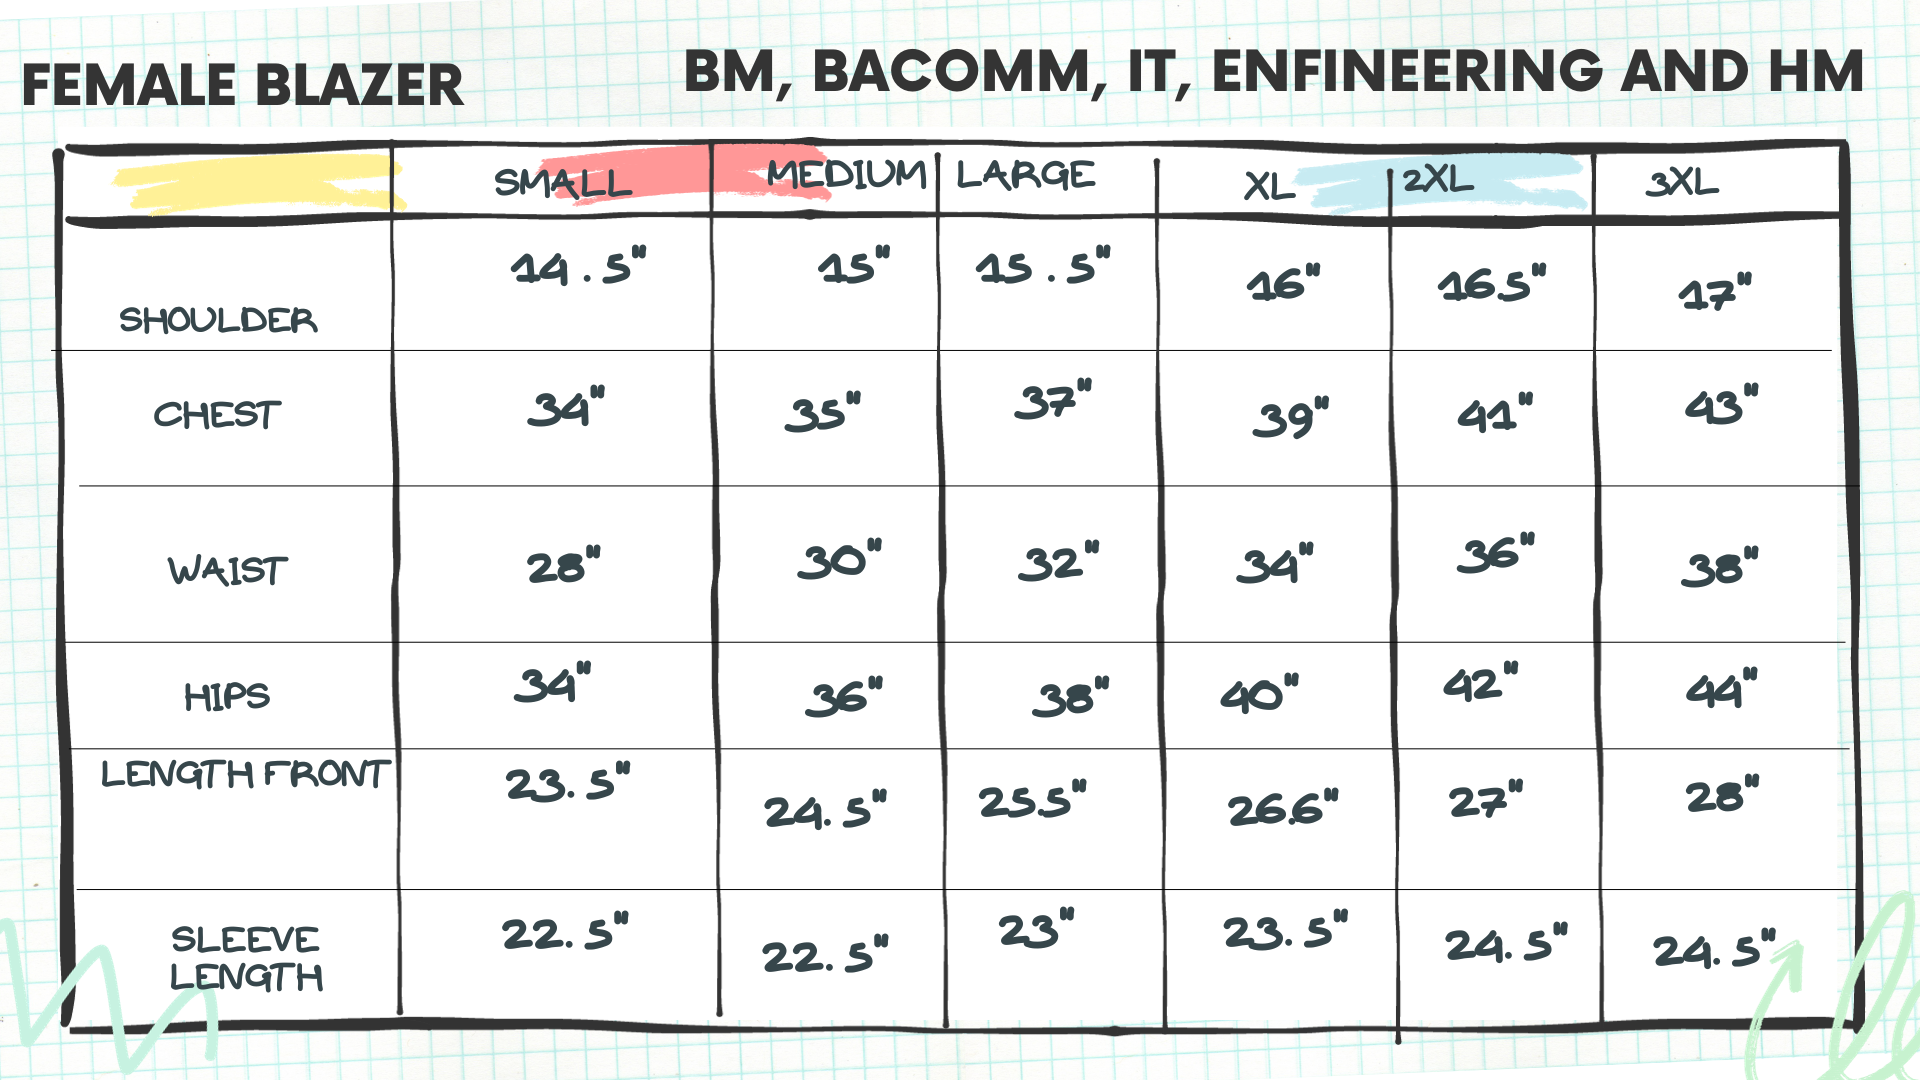 FEMALE BLAZER
BM, BACOMM, IT, ENFINEERING AND HM
SMALL MEDIUM LARGE XL 2XL 3XL
SHOULDER 14.5" 15" 15.5" 16" 16.5" 17"
CHEST 34" 35" 37" 39" 41" 43"
WAIST 28" 30" 32" 34" 36" 38"
HIPS 34" 36" 38" 40" 42" 44"
LENGTH FRONT 23.5" 24.5" 25.5" 26.6" 27" 28"
SLEEVE LENGTH 22.5" 22.5" 23" 23.5" 24.5" 24.5"